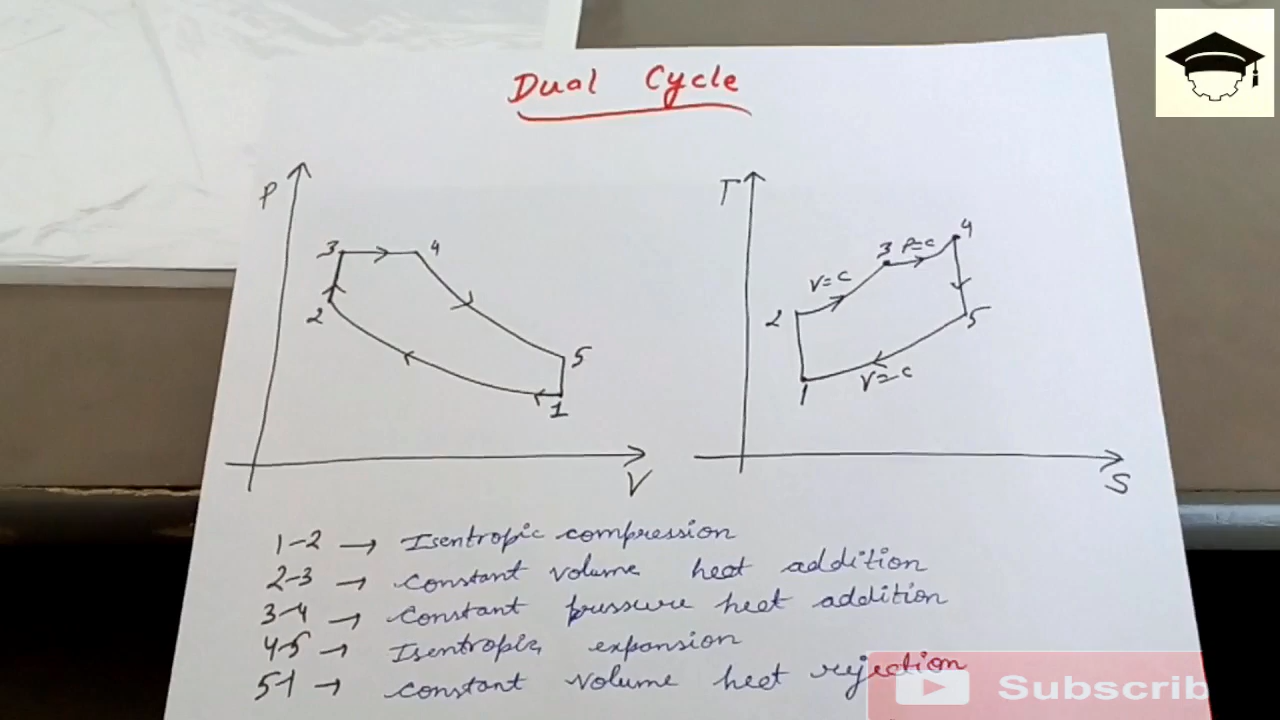 Dual Cycle
P
3
4
2
5
1
V
T
4
3
P=C
V=C
2
5
V=C
1
S
1-2 → Isentropic compression
2-3 → Constant volume heat addition
3-4 → Constant pressure heat addition
4-5 → Isentropic expansion
5-1 → Constant volume heat rejection
Subscrib